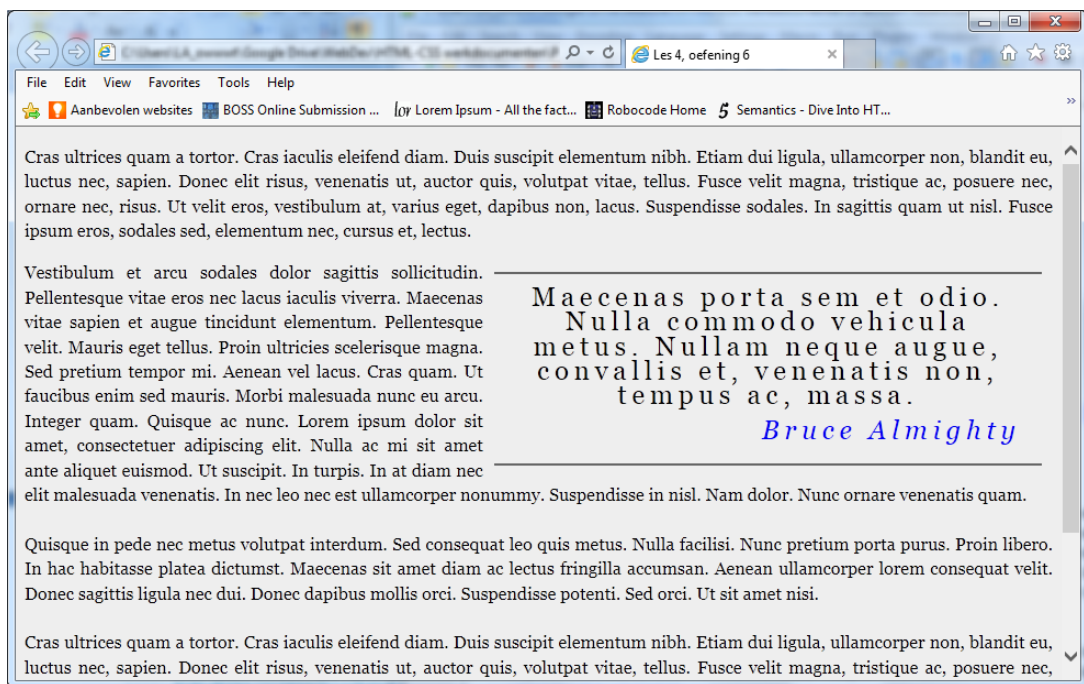 Les 4, oefening 6
File Edit View Favorites Tools Help
Aanbevolen websites BOSS Online Submission ... Lorem Ipsum - All the fact... Robocode Home 5 Semantics - Dive Into HT...
Cras ultrices quam a tortor. Cras iaculis eleifend diam. Duis suscipit elementum nibh. Etiam dui ligula, ullamcorper non, blandit eu,
luctus nec, sapien. Donec elit risus, venenatis ut, auctor quis, volutpat vitae, tellus. Fusce velit magna, tristique ac, posuere nec,
ornare nec, risus. Ut velit eros, vestibulum at, varius eget, dapibus non, lacus. Suspendisse sodales. In sagittis quam ut nisl. Fusce
ipsum eros, sodales sed, elementum nec, cursus et, lectus.
Vestibulum et arcu sodales dolor sagittis sollicitudin.
Pellentesque vitae eros nec lacus iaculis viverra. Maecenas
vitae sapien et augue tincidunt elementum. Pellentesque
velit. Mauris eget tellus. Proin ultricies scelerisque magna.
Sed pretium tempor mi. Aenean vel lacus. Cras quam. Ut
faucibus enim sed mauris. Morbi malesuada nunc eu arcu.
Integer quam. Quisque ac nunc. Lorem ipsum dolor sit
amet, consectetuer adipiscing elit. Nulla ac mi sit amet
ante aliquet euismod. Ut suscipit. In turpis. In at diam nec
elit malesuada venenatis. In nec leo nec est ullamcorper nonummy. Suspendisse in nisl. Nam dolor. Nunc ornare venenatis quam.
Maecenas porta sem et odio.
Nulla commodo vehicula
metus. Nullam neque augue,
convallis et, venenatis non,
tempus ac, massa.
Bruce Almighty
Quisque in pede nec metus volutpat interdum. Sed consequat leo quis metus. Nulla facilisi. Nunc pretium porta purus. Proin libero.
In hac habitasse platea dictumst. Maecenas sit amet diam ac lectus fringilla accumsan. Aenean ullamcorper lorem consequat velit.
Donec sagittis ligula nec dui. Donec dapibus mollis orci. Suspendisse potenti. Sed orci. Ut sit amet nisi.
Cras ultrices quam a tortor. Cras iaculis eleifend diam. Duis suscipit elementum nibh. Etiam dui ligula, ullamcorper non, blandit eu,
luctus nec, sapien. Donec elit risus, venenatis ut, auctor quis, volutpat vitae, tellus. Fusce velit magna, tristique ac, posuere nec,